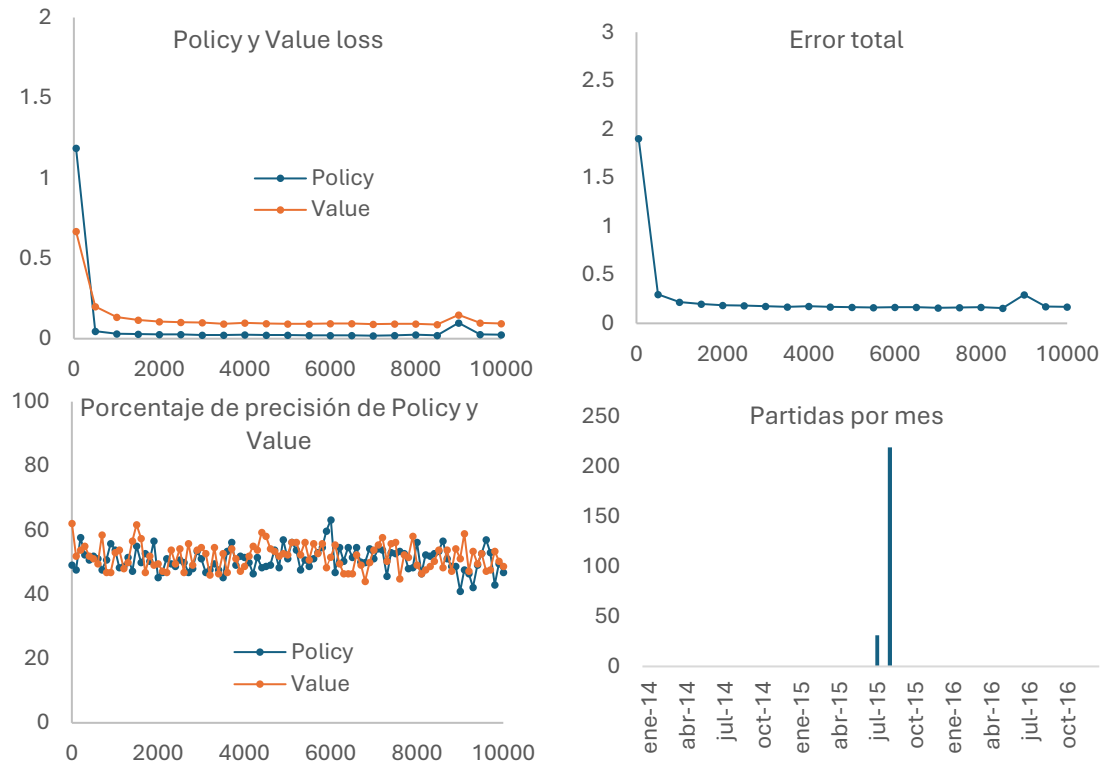 Policy y Value loss
2
1.5
1
0.5
0
Policy
Value
0 2000 4000 6000 8000 10000
Error total
3
2.5
2
1.5
1
0.5
0
0 2000 4000 6000 8000 10000
Porcentaje de precisión de Policy y
Value
100
80
60
40
20
0
Policy
Value
0 2000 4000 6000 8000 10000
Partidas por mes
250
200
150
100
50
0
ene-14
abr-14
jul-14
oct-14
ene-15
abr-15
jul-15
oct-15
ene-16
abr-16
jul-16
oct-16